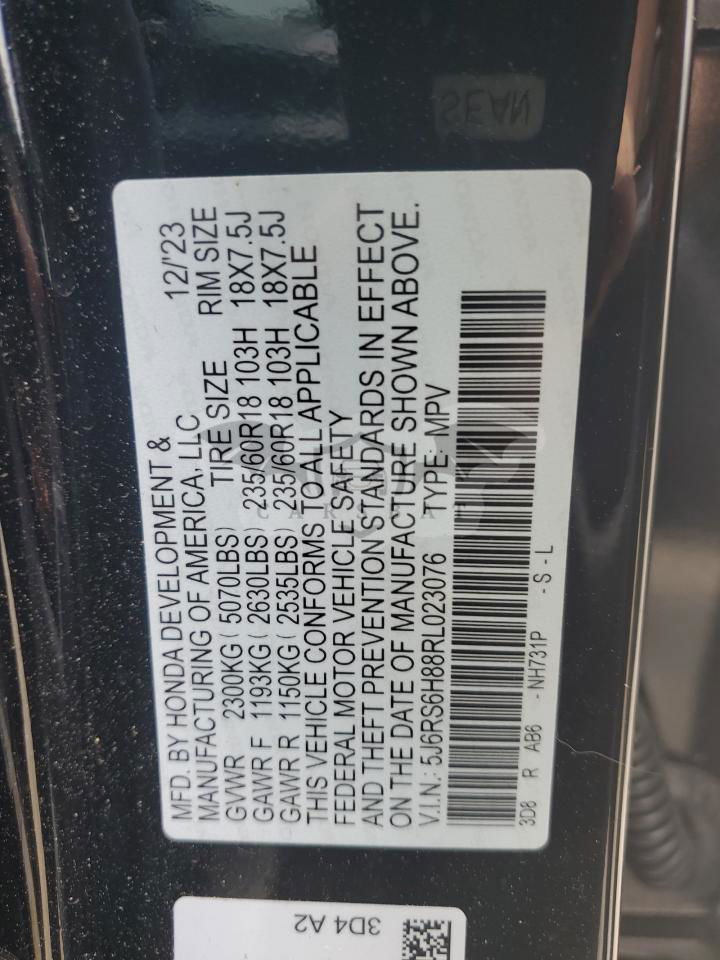 MFD. BY HONDA DEVELOPMENT &
MANUFACTURING OF AMERICA, LLC 12/'23
GVWR 2300KG ( 5070LBS) TIRE SIZE RIM SIZE
GAWR F 1193KG ( 2630LBS) 235/60R18 103H 18X7.5J
GAWR R 1150KG ( 2535LBS) 235/60R18 103H 18X7.5J
THIS VEHICLE CONFORMS TO ALL APPLICABLE
FEDERAL MOTOR VEHICLE SAFETY
AND THEFT PREVENTION STANDARDS IN EFFECT
ON THE DATE OF MANUFACTURE SHOWN ABOVE.
V.I.N.: 5J6RS6H88RL023076 TYPE: MPV
3D8 R AB6 -NH731P -S-L
3D4 A2
SEAN